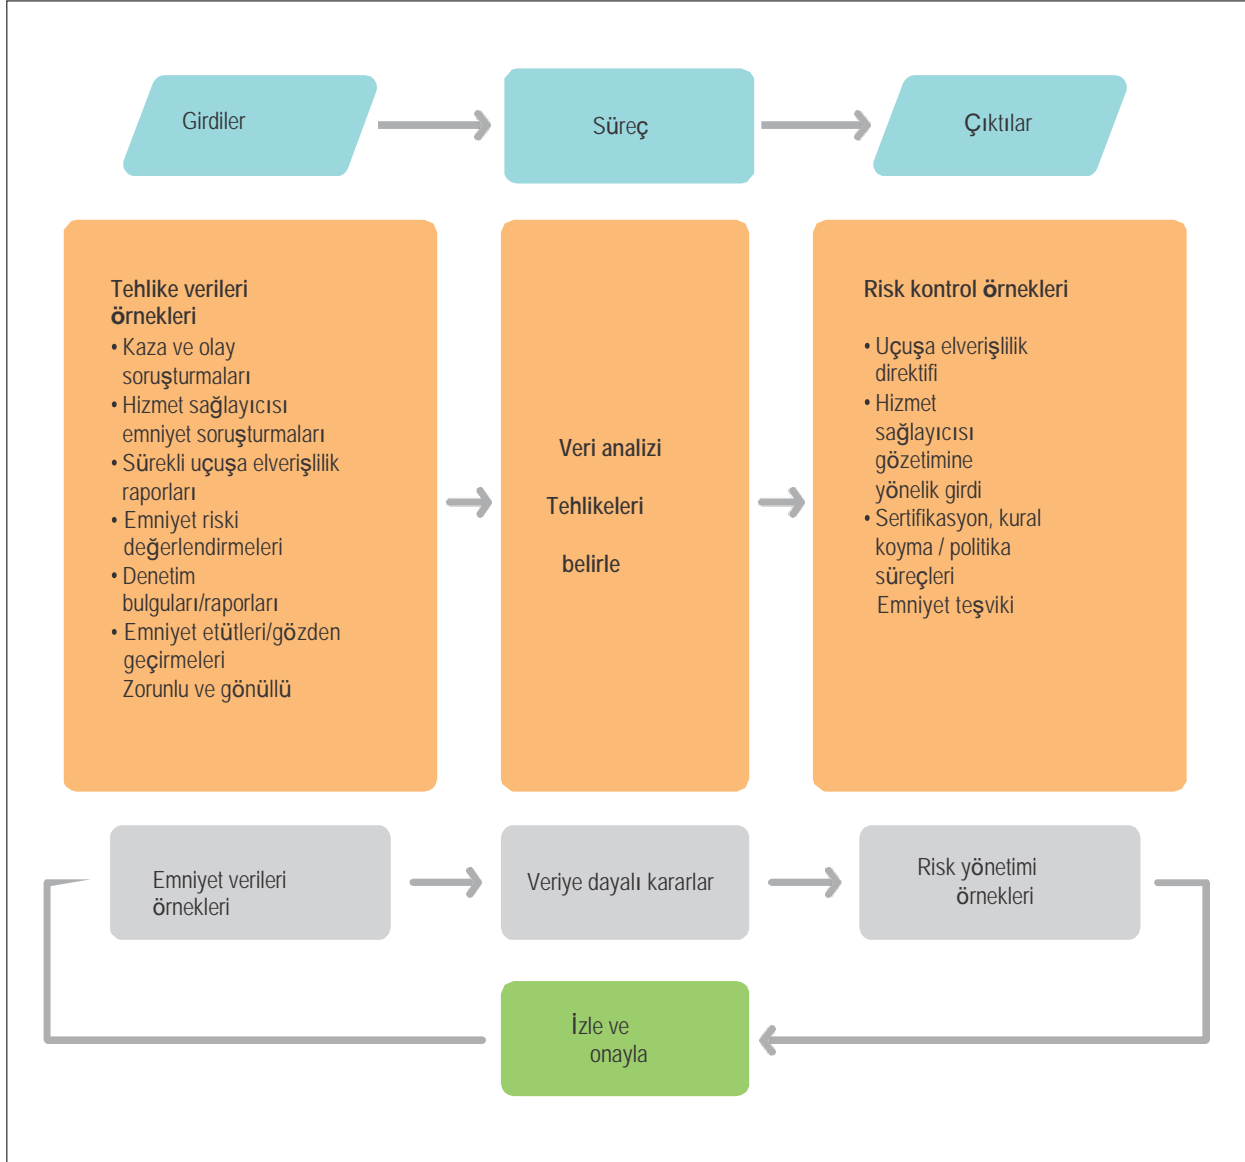 Girdiler
Süreç
Çıktılar
Tehlike verileri
örnekleri
• Kaza ve olay
soruşturmaları
• Hizmet sağlayıcısı
emniyet soruşturmaları
• Sürekli uçuşa elverişlilik
raporları
• Emniyet riski
değerlendirmeleri
• Denetim
bulguları/raporları
• Emniyet etütleri/gözden
geçirmeleri
Zorunlu ve gönüllü
Veri analizi
Tehlikeleri
belirle
Risk kontrol örnekleri
• Uçuşa elverişlilik
direktifi
• Hizmet
sağlayıcısı
gözetimine
yönelik girdi
• Sertifikasyon, kural
koyma / politika
süreçleri
Emniyet teşviki
Emniyet verileri
örnekleri
Veriye dayalı kararlar
Risk yönetimi
örnekleri
İzle ve
onayla